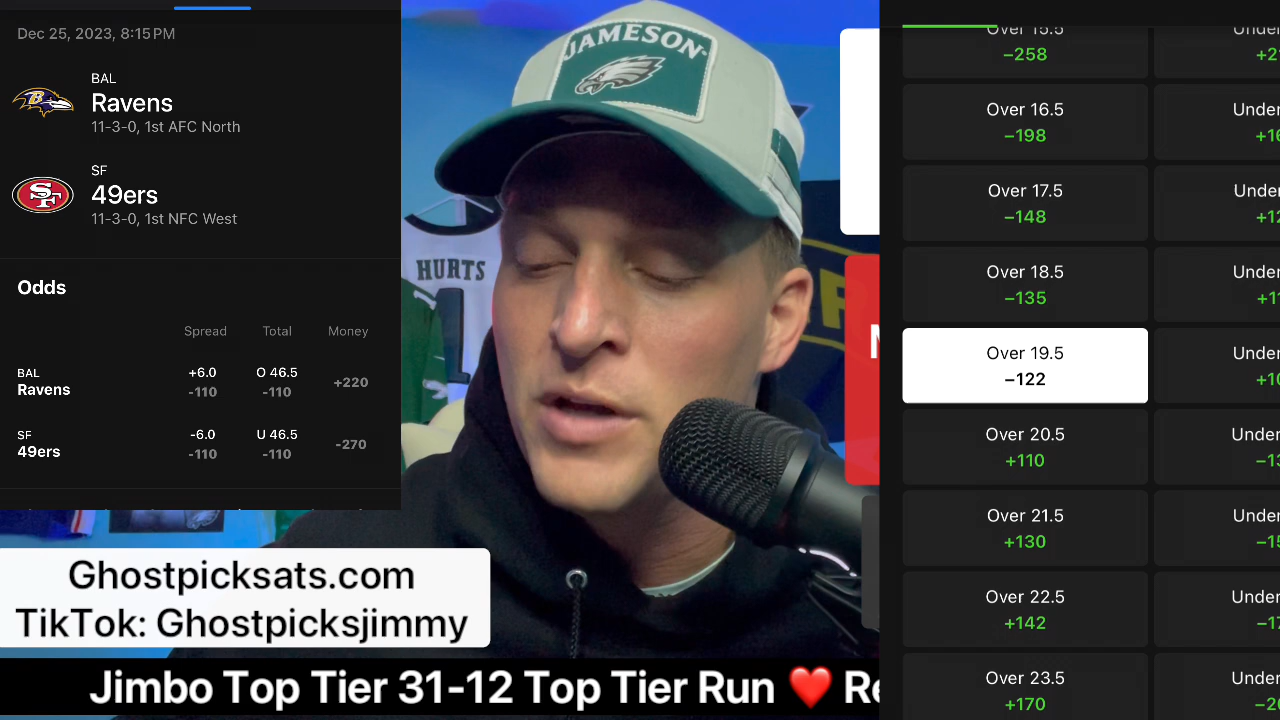 Dec 25, 2023, 8:15 PM
BAL
Ravens
11-3-0, 1st AFC North
SF
49ers
11-3-0, 1st NFC West
Odds
Spread Total Money
BAL
Ravens
+6.0 O 46.5
-110 -110
+220
SF
49ers
-6.0 U 46.5
-110 -110
-270
JAMESON
HURTS
1
Ghostpicksats.com
TikTok: Ghostpicksjimmy
Jimbo Top Tier 31-12 Top Tier Run ❤️
Over 15.5
−258
Over 16.5
−198
Over 17.5
−148
Over 18.5
−135
Over 19.5
−122
Over 20.5
+110
Over 21.5
+130
Over 22.5
+142
Over 23.5
+170
Under
Under
Under
Under
Under
Under
Under
Under